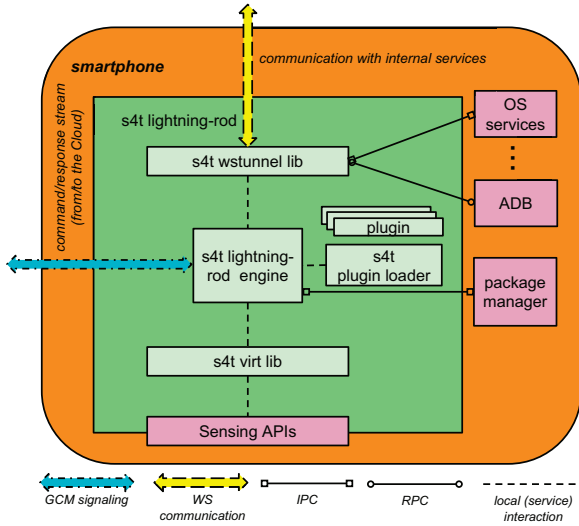 communication with internal services
smartphone
command/response stream
(from/to the Cloud)
s4t lightning-rod
OS
services
s4t wstunnel lib
ADB
plugin
s4t lightning-
rod engine
s4t
plugin loader
package
manager
s4t virt lib
Sensing APIs
GCM signaling
WS
communication
IPC
RPC
local (service)
interaction